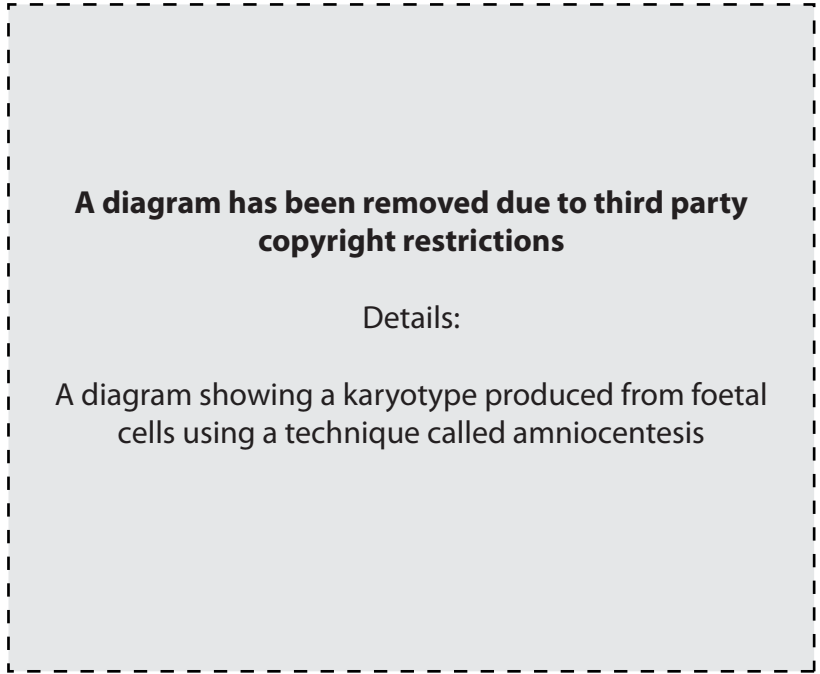 A diagram has been removed due to third party
copyright restrictions
Details:
A diagram showing a karyotype produced from foetal
cells using a technique called amniocentesis